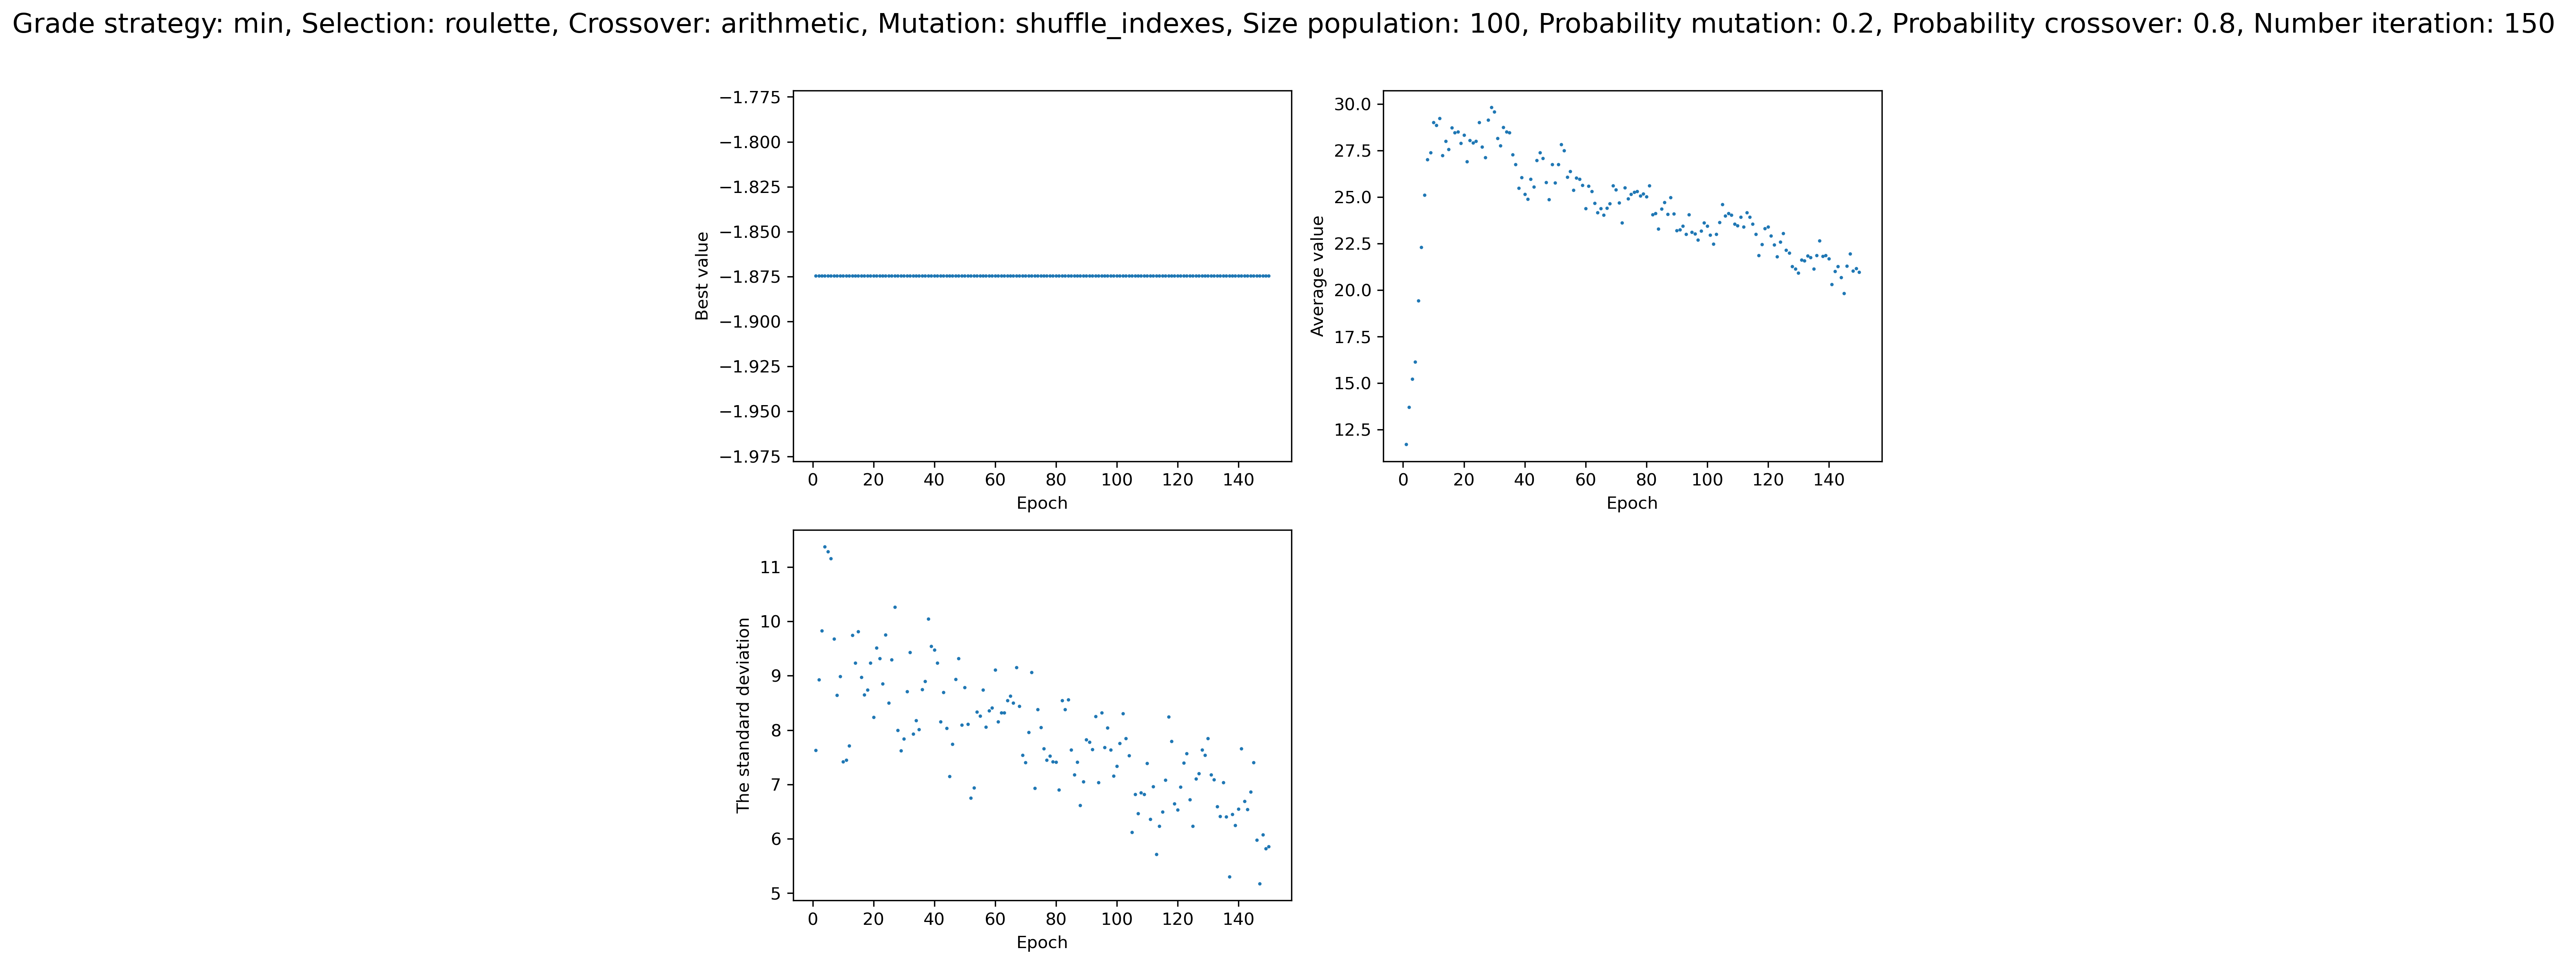 Grade strategy: min, Selection: roulette, Crossover: arithmetic, Mutation: shuffle_indexes, Size population: 100, Probability mutation: 0.2, Probability crossover: 0.8, Number iteration: 150
−1.775
−1.800
−1.825
−1.850
−1.875
−1.900
−1.925
−1.950
−1.975
Best value
0 20 40 60 80 100 120 140
Epoch
30.0
27.5
25.0
22.5
20.0
17.5
15.0
12.5
Average value
0 20 40 60 80 100 120 140
Epoch
11
10
9
8
7
6
5
The standard deviation
0 20 40 60 80 100 120 140
Epoch